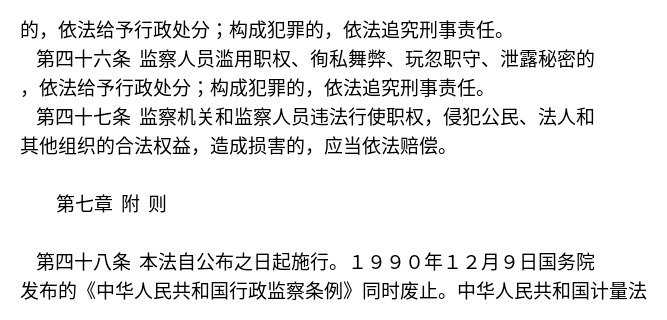 的，依法给予行政处分；构成犯罪的，依法追究刑事责任。
第四十六条 监察人员滥用职权、徇私舞弊、玩忽职守、泄露秘密的
，依法给予行政处分；构成犯罪的，依法追究刑事责任。
第四十七条 监察机关和监察人员违法行使职权，侵犯公民、法人和
其他组织的合法权益，造成损害的，应当依法赔偿。
第七章 附 则
第四十八条 本法自公布之日起施行。１９９０年１２月９日国务院
发布的《中华人民共和国行政监察条例》同时废止。中华人民共和国计量法